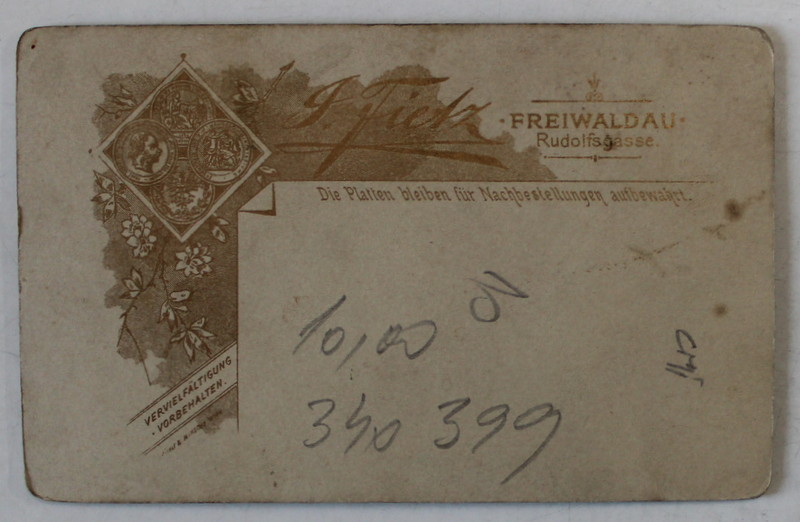 J. Tietz
· FREIWALDAU ·
Rudolfsgasse.
Die Platten bleiben für Nachbestellungen aufbewahrt.
10,00
340 399
VERVIELFÄLTIGUNG
· VORBEHALTEN.